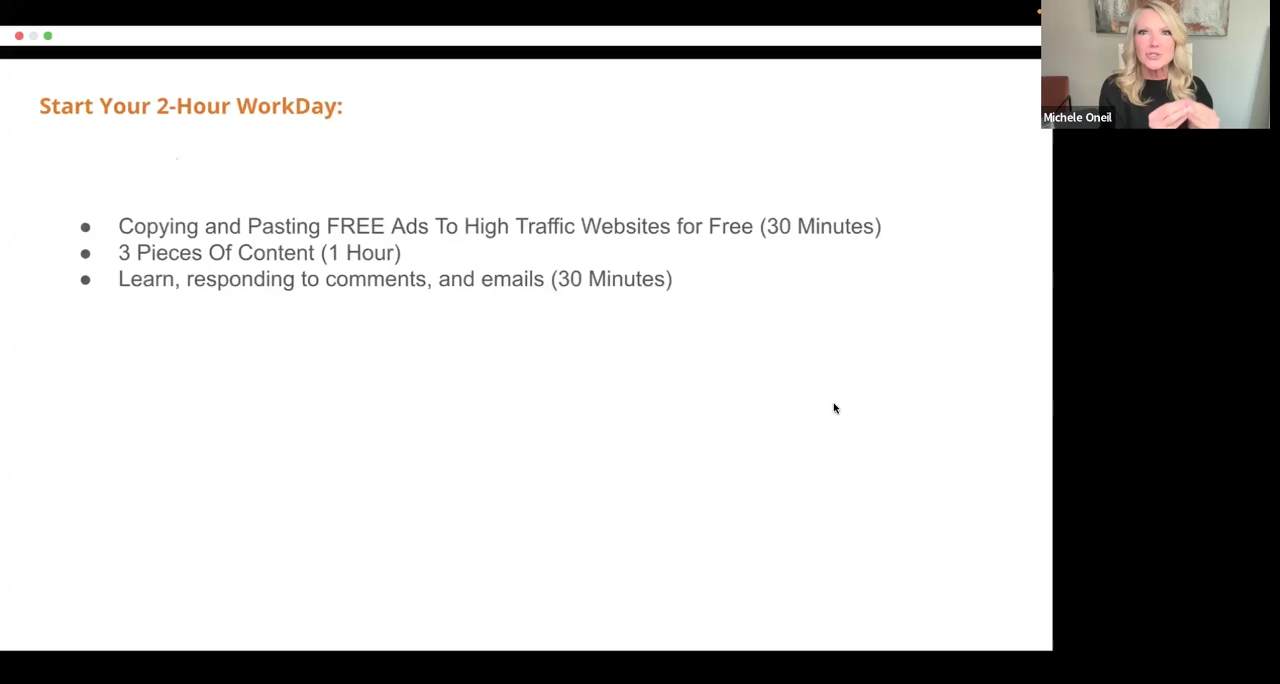 Start Your 2-Hour WorkDay:
Michele Oneil
● Copying and Pasting FREE Ads To High Traffic Websites for Free (30 Minutes)
● 3 Pieces Of Content (1 Hour)
● Learn, responding to comments, and emails (30 Minutes)